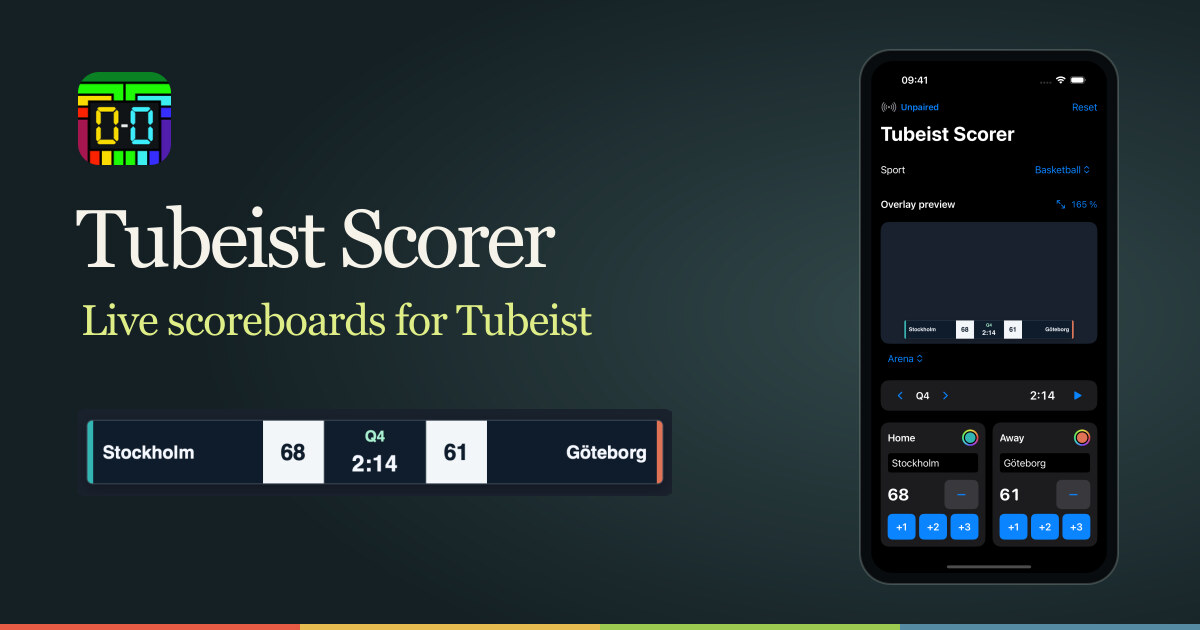 0-0
Tubeist Scorer
Live scoreboards for Tubeist
Stockholm 68 Q4 2:14 61 Göteborg
09:41
Unpaired Reset
Tubeist Scorer
Sport Basketball
Overlay preview 165 %
Stockholm 68 Q4 2:14 61 Göteborg
Arena
Q4 2:14
Home
Stockholm
68 −
+1 +2 +3
Away
Göteborg
61 −
+1 +2 +3